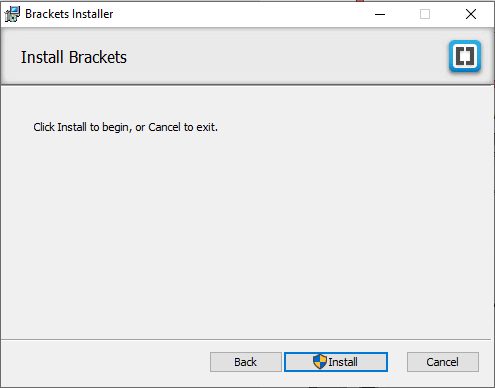 Brackets Installer
Install Brackets
Click Install to begin, or Cancel to exit.
Back
Install
Cancel